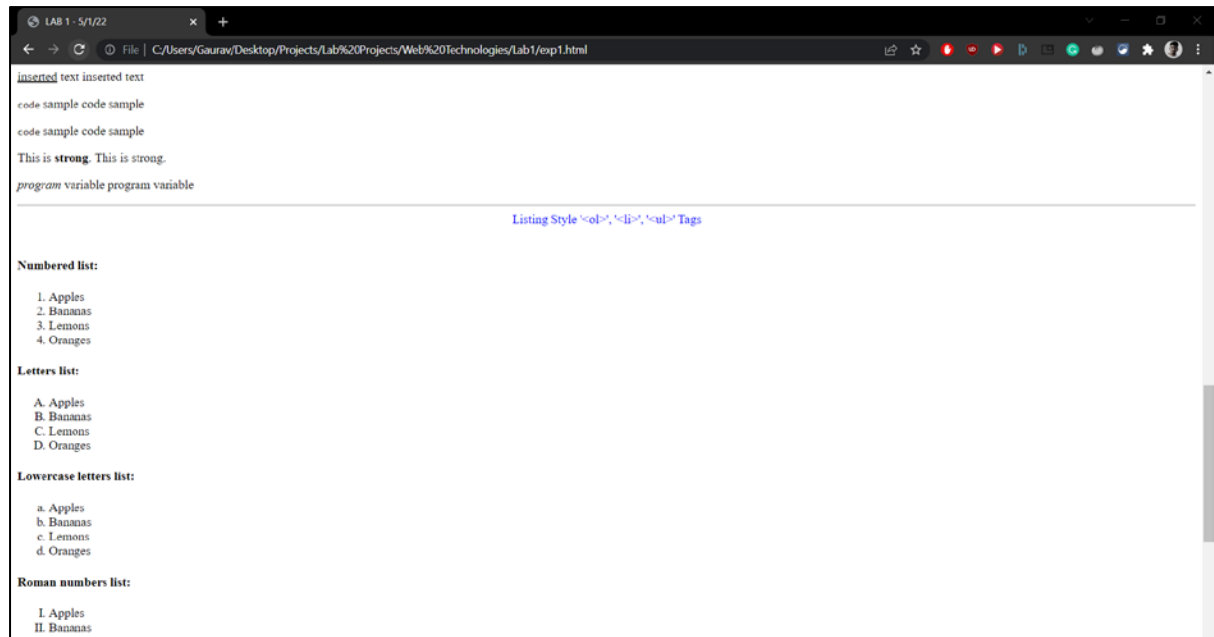 LAB 1 - 5/1/22
File | C:/Users/Gaurav/Desktop/Projects/Lab%20Projects/Web%20Technologies/Lab1/exp1.html
inserted text inserted text
code sample code sample
code sample code sample
This is strong. This is strong.
program variable program variable
Listing Style '<ol>', '<li>', '<ul>' Tags
Numbered list:
1. Apples
2. Bananas
3. Lemons
4. Oranges
Letters list:
A. Apples
B. Bananas
C. Lemons
D. Oranges
Lowercase letters list:
a. Apples
b. Bananas
c. Lemons
d. Oranges
Roman numbers list:
I. Apples
II. Bananas